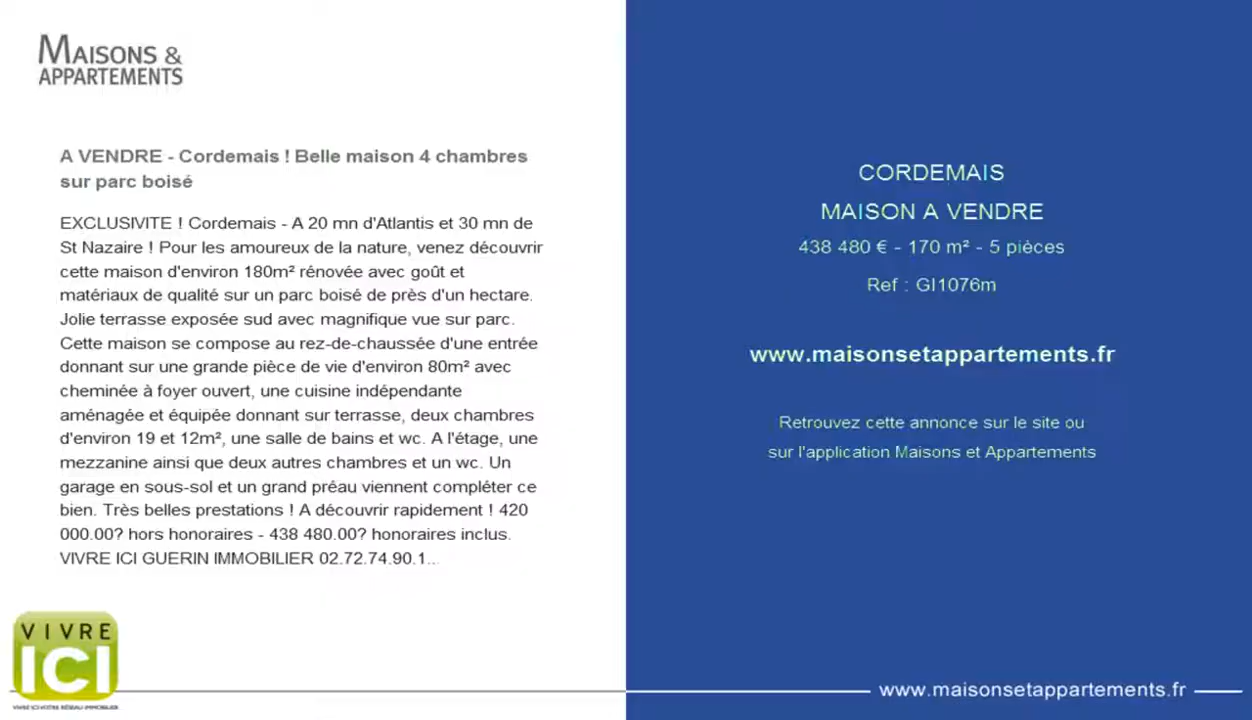 MAISONS &
APPARTEMENTS
A VENDRE - Cordemais ! Belle maison 4 chambres
sur parc boisé
EXCLUSIVITE ! Cordemais - A 20 mn d'Atlantis et 30 mn de
St Nazaire ! Pour les amoureux de la nature, venez découvrir
cette maison d'environ 180m² rénovée avec goût et
matériaux de qualité sur un parc boisé de près d'un hectare.
Jolie terrasse exposée sud avec magnifique vue sur parc.
Cette maison se compose au rez-de-chaussée d'une entrée
donnant sur une grande pièce de vie d'environ 80m² avec
cheminée à foyer ouvert, une cuisine indépendante
aménagée et équipée donnant sur terrasse, deux chambres
d'environ 19 et 12m², une salle de bains et wc. A l'étage, une
mezzanine ainsi que deux autres chambres et un wc. Un
garage en sous-sol et un grand préau viennent compléter ce
bien. Très belles prestations ! A découvrir rapidement ! 420
000.00? hors honoraires - 438 480.00? honoraires inclus.
VIVRE ICI GUERIN IMMOBILIER 02.72.74.90.1...
VIVRE
ICI
VIVRE ICI VOTRE RÉSEAU IMMOBILIER
CORDEMAIS
MAISON A VENDRE
438 480 € - 170 m² - 5 pièces
Ref : GI1076m
www.maisonsetappartements.fr
Retrouvez cette annonce sur le site ou
sur l'application Maisons et Appartements
www.maisonsetappartements.fr